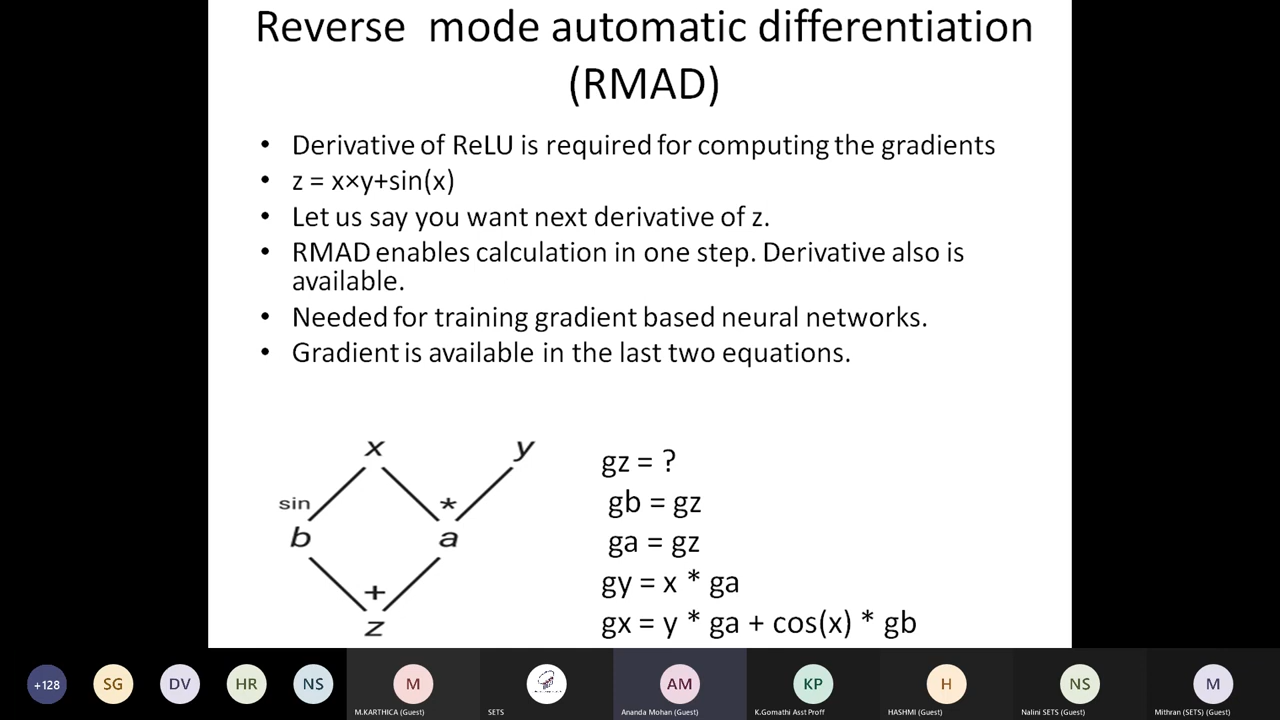 Reverse mode automatic differentiation
(RMAD)
• Derivative of ReLU is required for computing the gradients
• z = x×y+sin(x)
• Let us say you want next derivative of z.
• RMAD enables calculation in one step. Derivative also is
available.
• Needed for training gradient based neural networks.
• Gradient is available in the last two equations.
x y
sin *
b a
+
z
gz = ?
gb = gz
ga = gz
gy = x * ga
gx = y * ga + cos(x) * gb
+128 SG DV HR NS M AM KP H NS M
M.KARTHICA (Guest) SETS Ananda Mohan (Guest) K.Gomathi Asst Proff HASHMI (Guest) Nalini SETS (Guest) Mithran (SETS) (Guest)